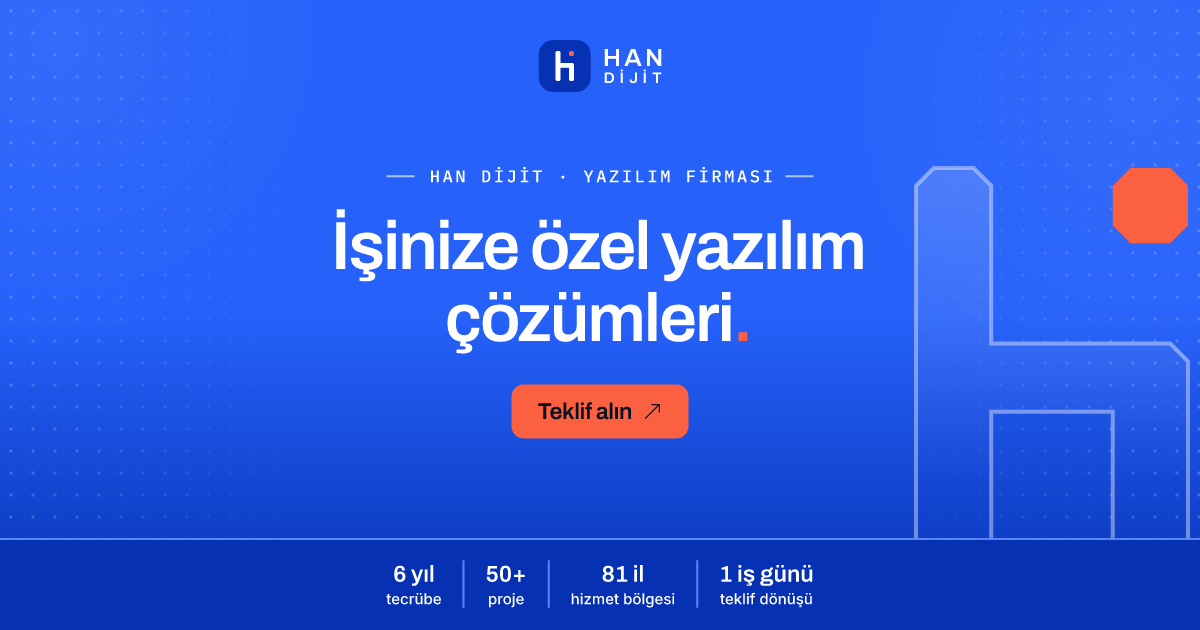 HAN
DİJİT
HAN DİJİT · YAZILIM FİRMASI
İşinize özel yazılım
çözümleri.
Teklif alın ↗
6 yıl
tecrübe
50+
proje
81 il
hizmet bölgesi
1 iş günü
teklif dönüşü